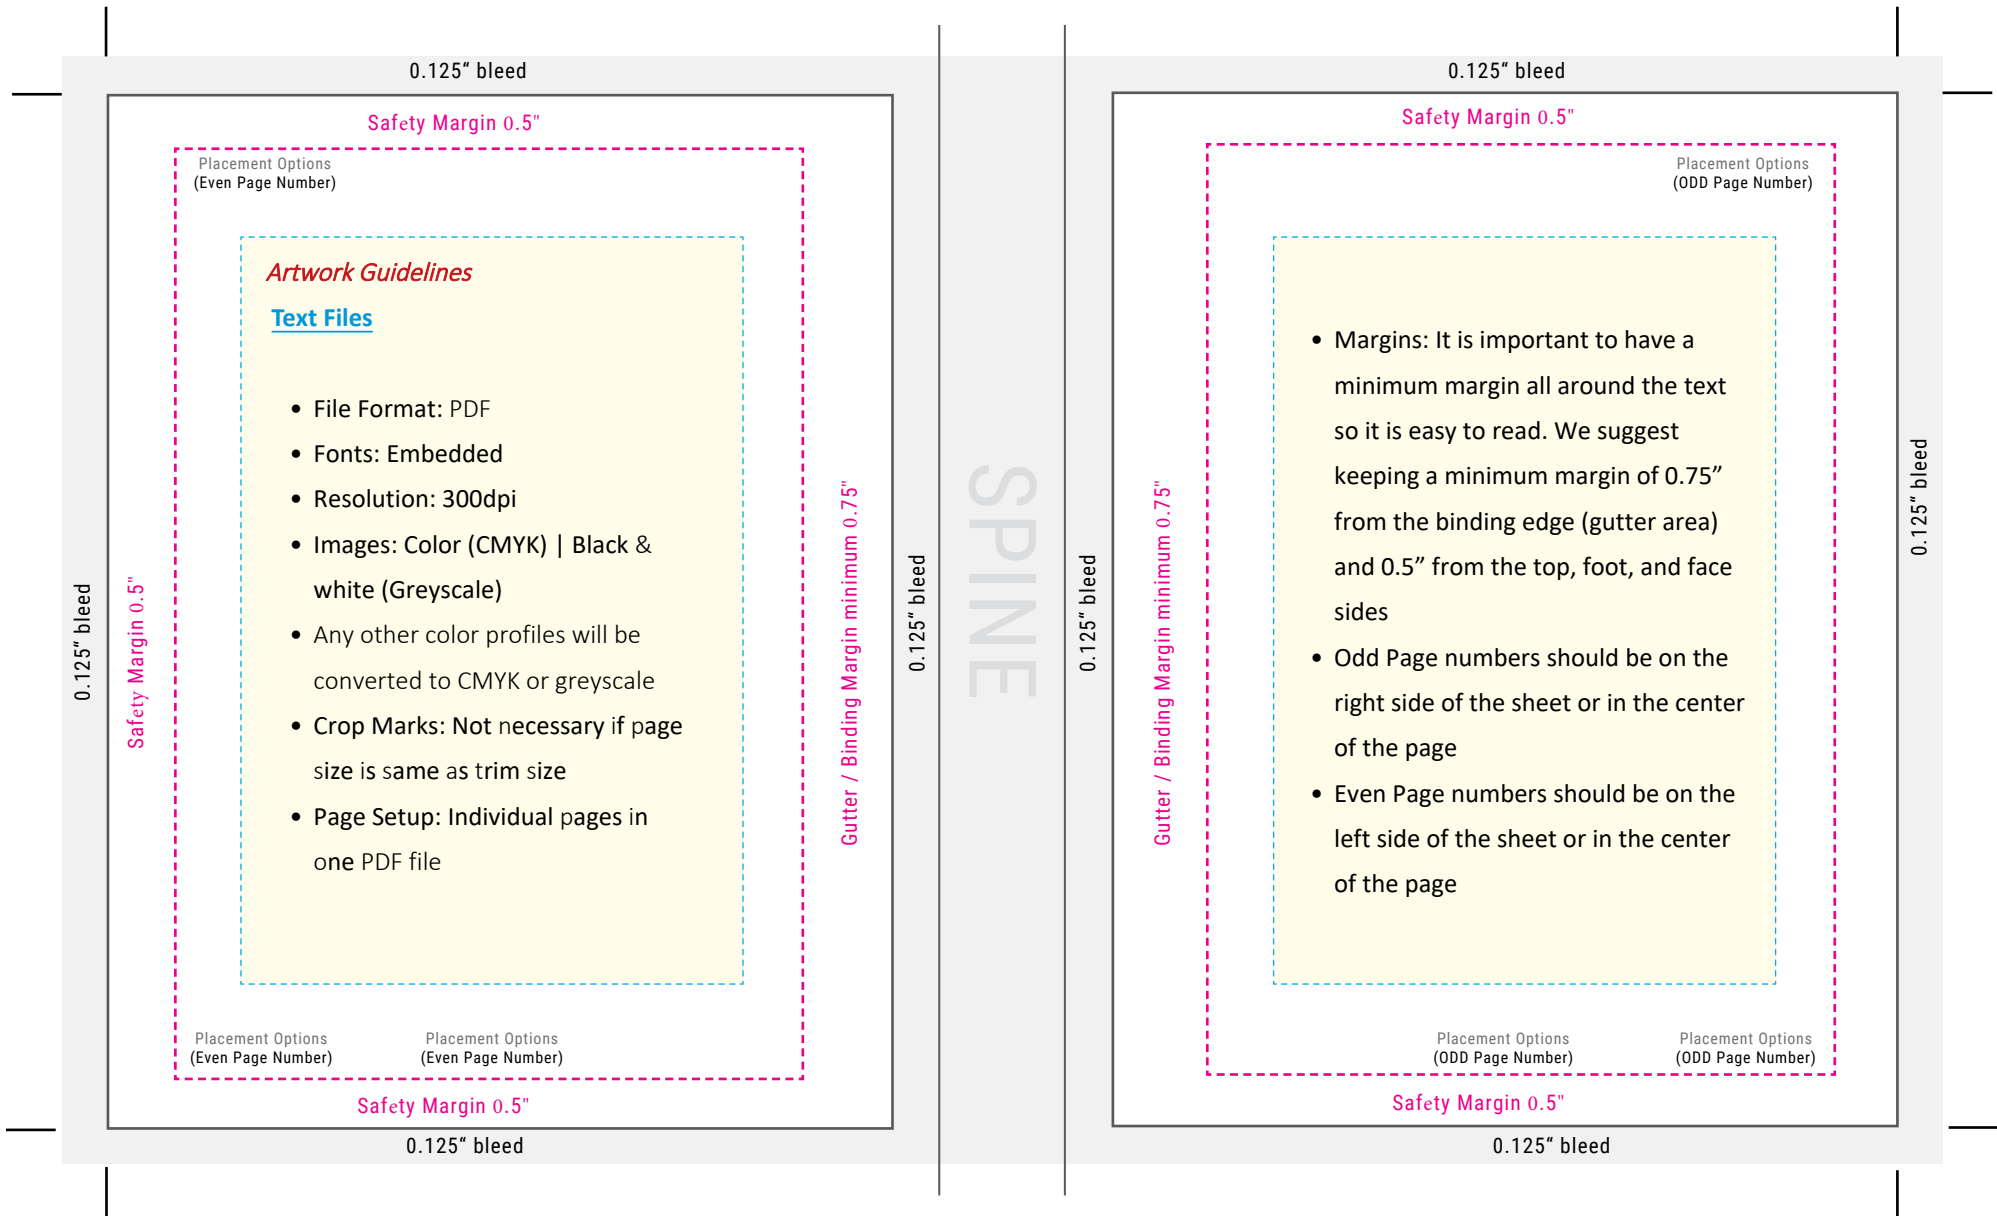 0.125“ bleed
Safety Margin 0.5"
Placement Options
(Even Page Number)
Artwork Guidelines
Text Files
• File Format: PDF
• Fonts: Embedded
• Resolution: 300dpi
• Images: Color (CMYK) | Black &
white (Greyscale)
• Any other color profiles will be
converted to CMYK or greyscale
• Crop Marks: Not necessary if page
size is same as trim size
• Page Setup: Individual pages in
one PDF file
0.125“ bleed
Safety Margin 0.5"
Gutter / Binding Margin minimum 0.75"
0.125“ bleed
Placement Options
(Even Page Number)
Placement Options
(Even Page Number)
Safety Margin 0.5"
0.125“ bleed
SPINE
0.125“ bleed
Safety Margin 0.5"
Placement Options
(ODD Page Number)
0.125“ bleed
Gutter / Binding Margin minimum 0.75"
• Margins: It is important to have a
minimum margin all around the text
so it is easy to read. We suggest
keeping a minimum margin of 0.75”
from the binding edge (gutter area)
and 0.5” from the top, foot, and face
sides
• Odd Page numbers should be on the
right side of the sheet or in the center
of the page
• Even Page numbers should be on the
left side of the sheet or in the center
of the page
0.125“ bleed
Placement Options
(ODD Page Number)
Placement Options
(ODD Page Number)
Safety Margin 0.5"
0.125“ bleed